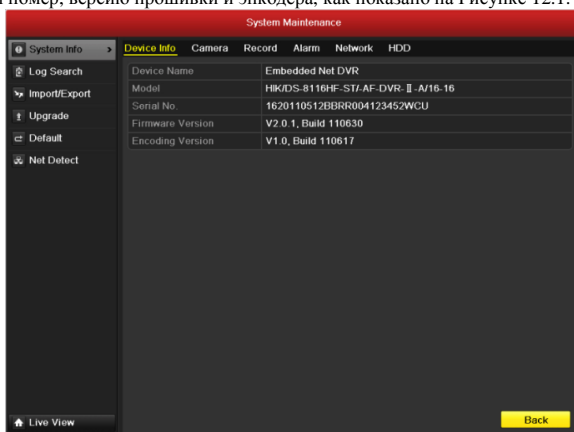 номер, версию прошивки и энкодера, как показано на Рисунке 12.1.
System Maintenance
System Info >
Log Search
Import/Export
Upgrade
Default
Net Detect
Live View
Device Info Camera Record Alarm Network HDD
Device Name Embedded Net DVR
Model HIK/DS-8116HF-ST/-AF-DVR-Ⅱ-A/16-16
Serial No. 1620110512BBRR004123452WCU
Firmware Version V2.0.1, Build 110630
Encoding Version V1.0, Build 110617
Back